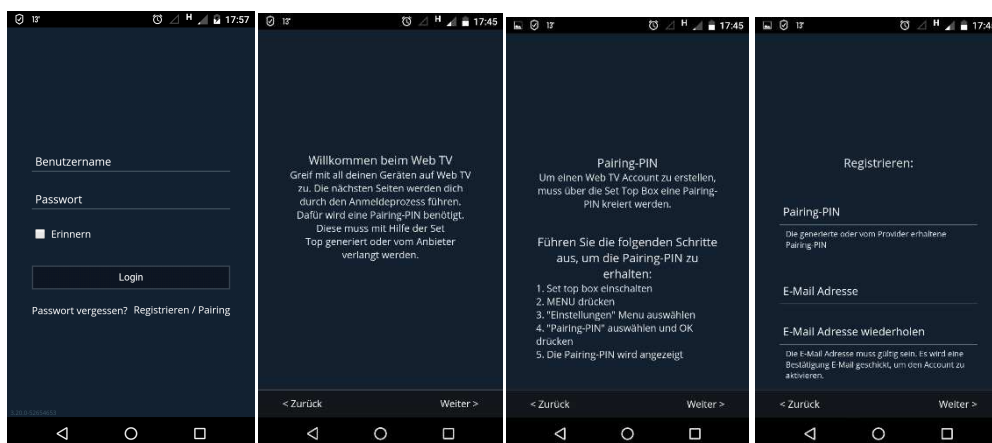 13°
H
17:57
Benutzername
Passwort
Erinnern
Login
Passwort vergessen? Registrieren / Pairing
13°
H
17:45
Willkommen beim Web TV
Greif mit all deinen Geräten auf Web TV
zu. Die nächsten Seiten werden dich
durch den Anmeldeprozess führen.
Dafür wird eine Pairing-PIN benötigt.
Diese muss mit Hilfe der Set
Top generiert oder vom Anbieter
verlangt werden.
< Zurück Weiter >
13°
H
17:45
Pairing-PIN
Um einen Web TV Account zu erstellen,
muss über die Set Top Box eine Pairing-
PIN kreiert werden.
Führen Sie die folgenden Schritte
aus, um die Pairing-PIN zu
erhalten:
1. Set top box einschalten
2. MENU drücken
3. "Einstellungen" Menu auswählen
4. "Pairing-PIN" auswählen und OK
drücken
5. Die Pairing-PIN wird angezeigt
< Zurück Weiter >
13°
H
17:45
Registrieren:
Pairing-PIN
Die generierte oder vom Provider erhaltene
Pairing-PIN
E-Mail Adresse
E-Mail Adresse wiederholen
Die E-Mail Adresse muss gültig sein. Es wird eine
Bestätigung E-Mail geschickt, um den Account zu
aktivieren.
< Zurück Weiter >